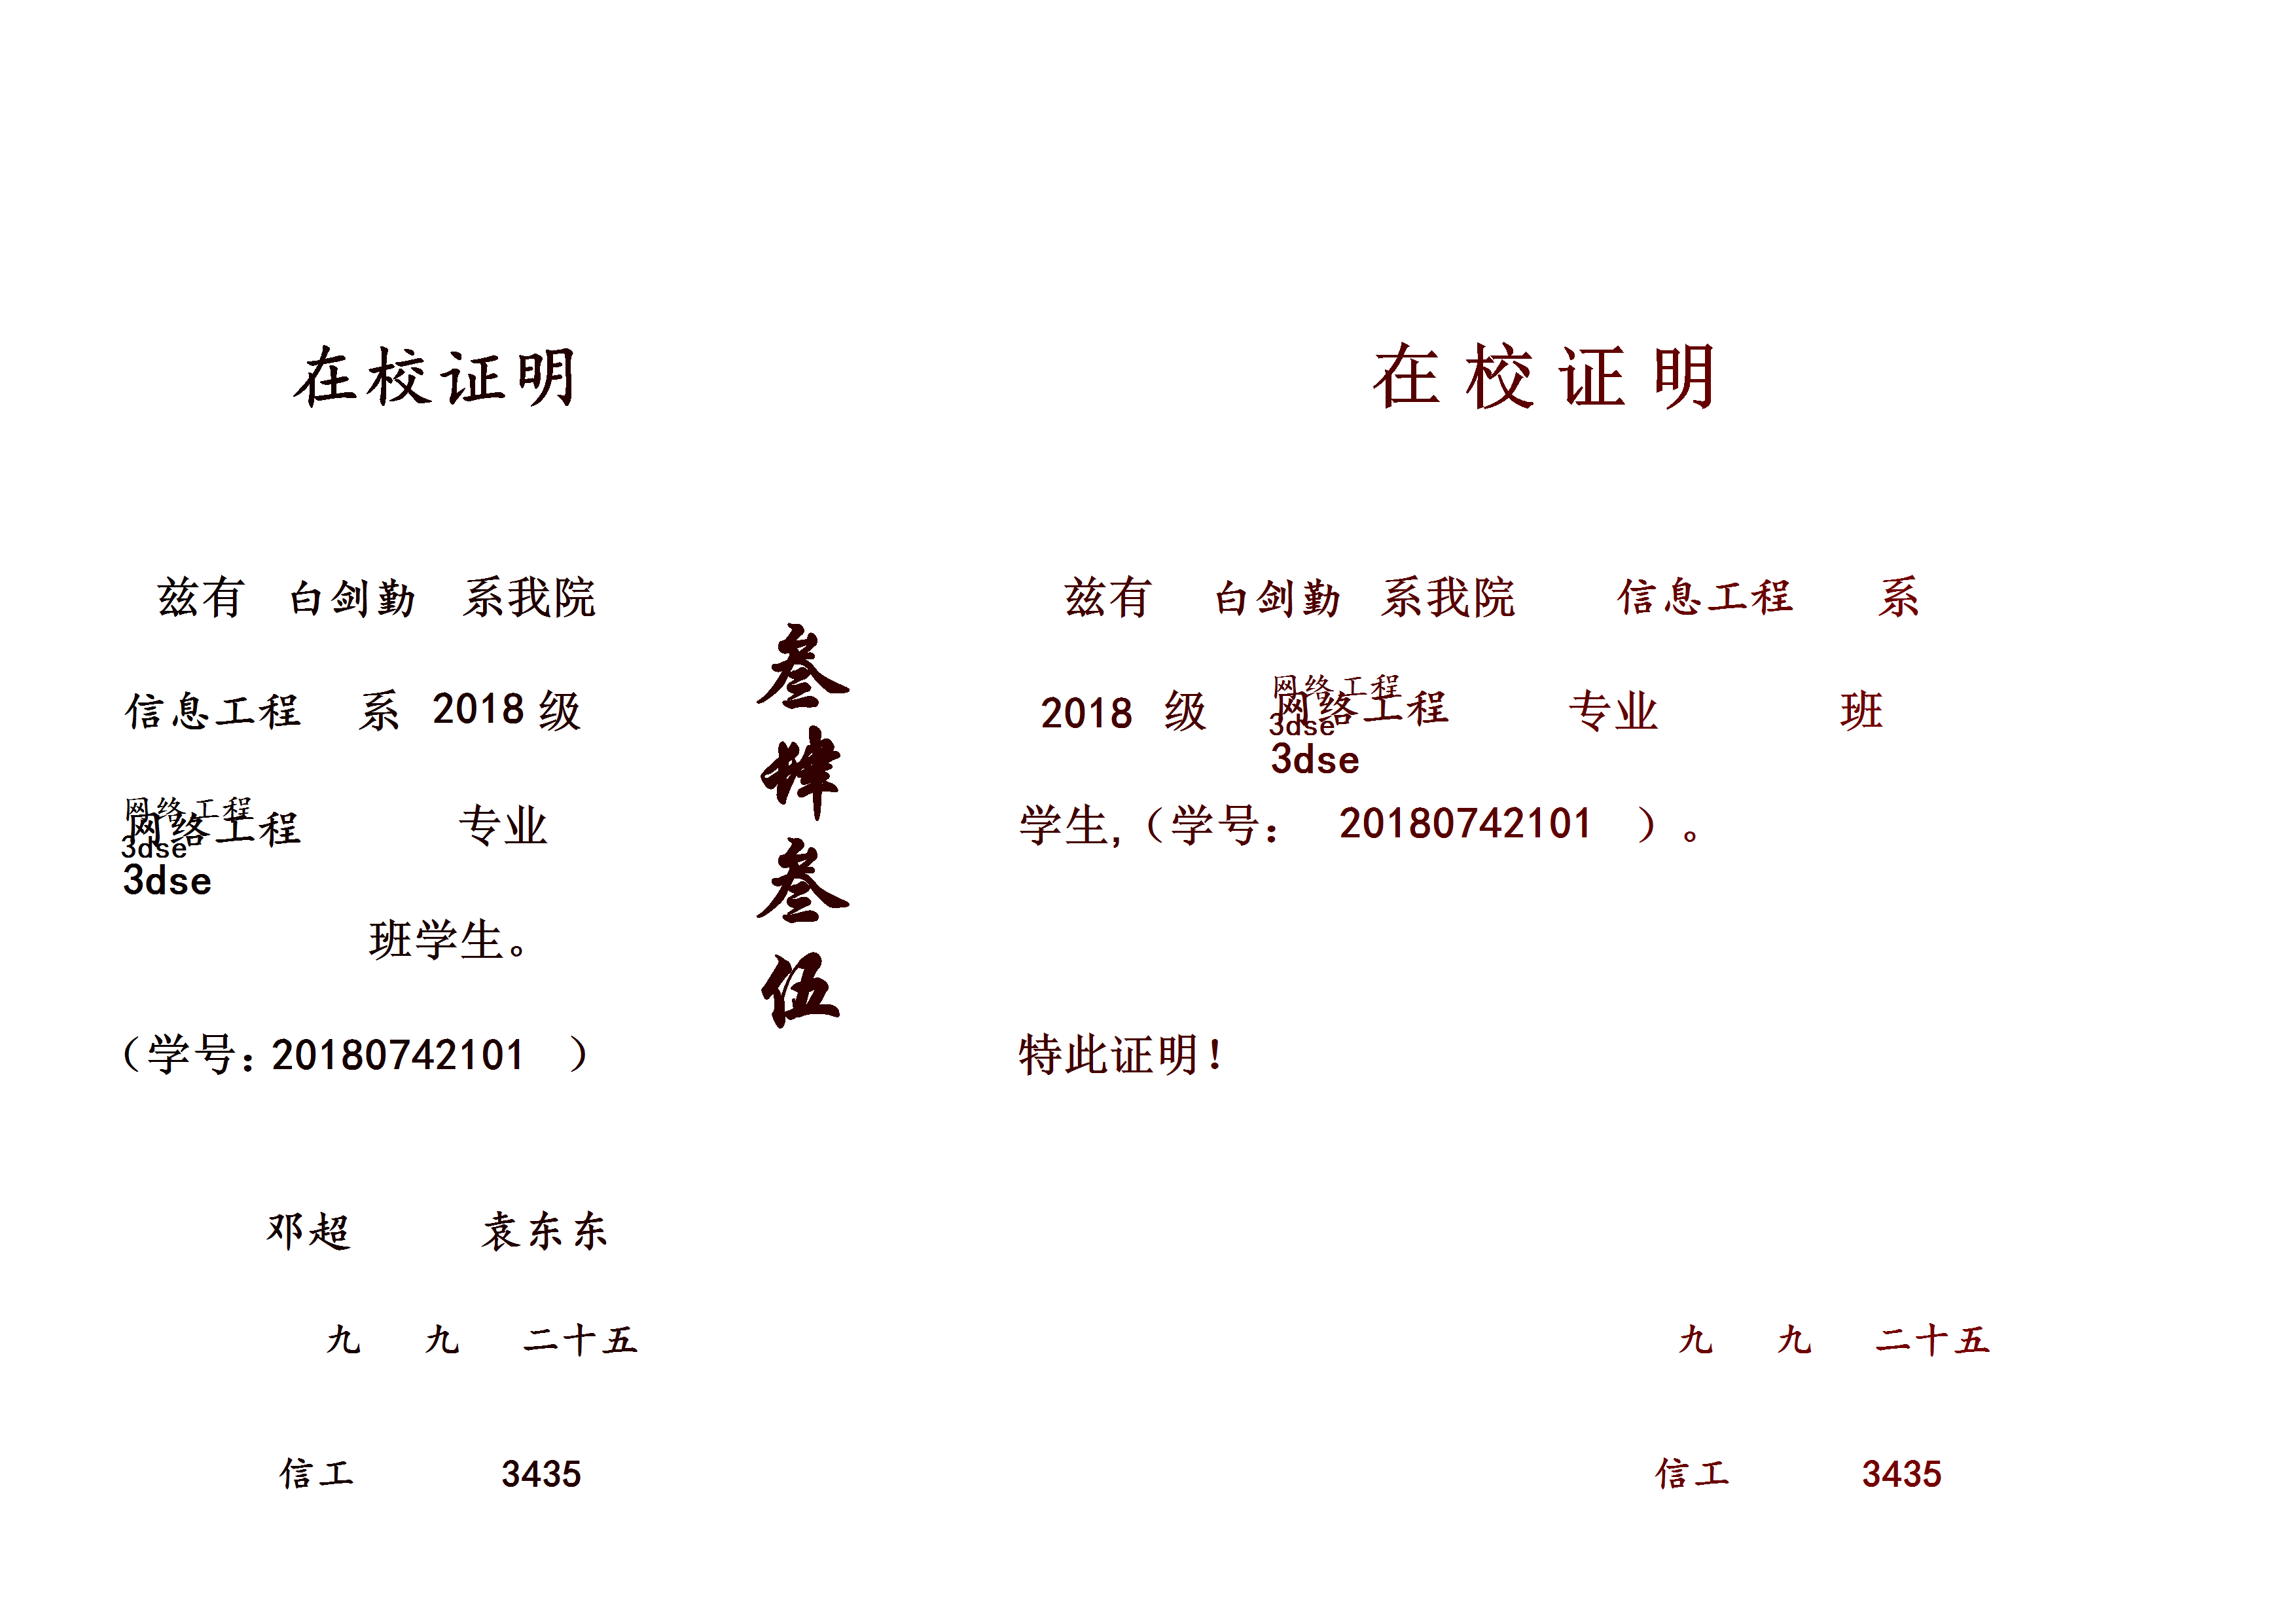 在校证明
兹有 白剑勤 系我院
信息工程 系 2018 级
网络工程
网络工程 专业
3dse
3dse
班学生。
（学号：20180742101 ）
邓超 袁东东
九 九 二十五
信工 3435
叁
肆
叁
伍
在校证明
兹有 白剑勤 系我院 信息工程 系
网络工程
2018 级 网络工程 专业 班
3dse
3dse
学生,（学号： 20180742101 ）。
特此证明！
九 九 二十五
信工 3435